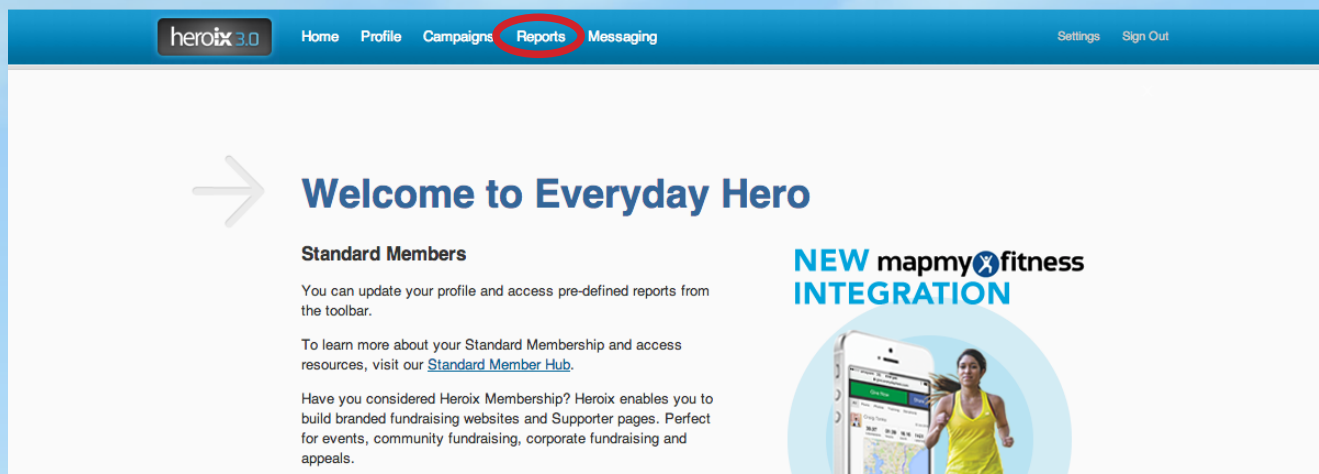 heroix 3.0 Home Profile Campaigns Reports Messaging Settings Sign Out
Welcome to Everyday Hero
Standard Members
You can update your profile and access pre-defined reports from
the toolbar.
To learn more about your Standard Membership and access
resources, visit our Standard Member Hub.
Have you considered Heroix Membership? Heroix enables you to
build branded fundraising websites and Supporter pages. Perfect
for events, community fundraising, corporate fundraising and
appeals.
NEW mapmyfitness
INTEGRATION
Give Now